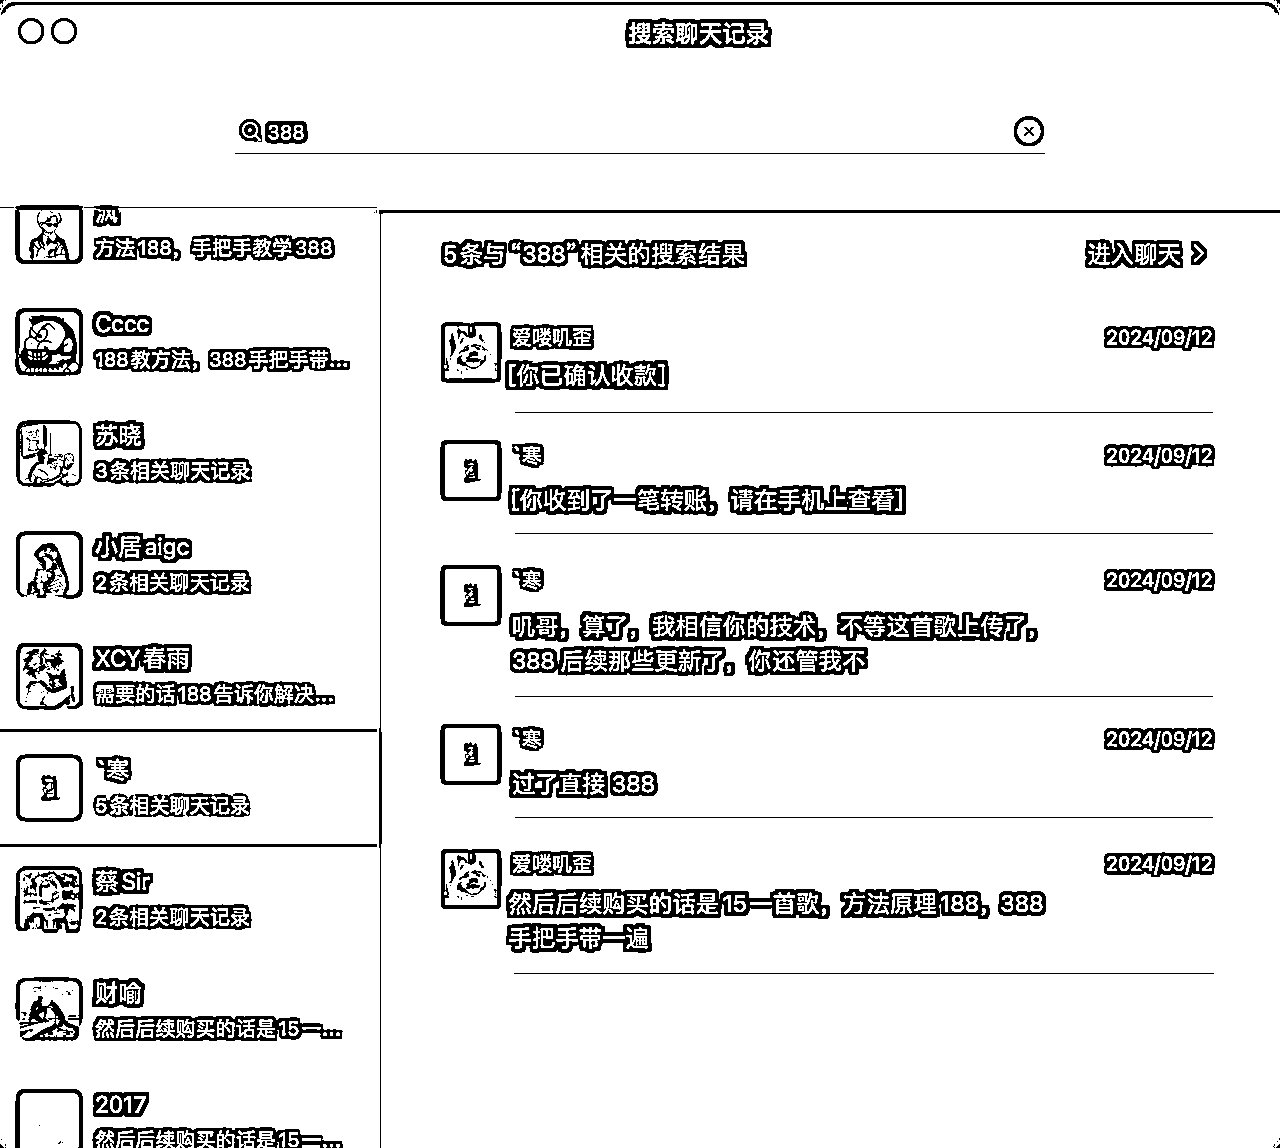 搜索聊天记录
388
沨
方法188，手把手教学388
Cccc
188教方法，388手把手带...
苏晓
3条相关聊天记录
小居aigc
2条相关聊天记录
XCY春雨
需要的话188告诉你解决...
`寒
5条相关聊天记录
蔡Sir
2条相关聊天记录
财喻
然后后续购买的话是15一...
2017
然后后续购买的话是15一...
5条与“388”相关的搜索结果
进入聊天
爱喽叽歪
2024/09/12
[你已确认收款]
`寒
2024/09/12
[你收到了一笔转账，请在手机上查看]
`寒
2024/09/12
叽哥，算了，我相信你的技术，不等这首歌上传了，
388 后续那些更新了，你还管我不
`寒
2024/09/12
过了直接 388
爱喽叽歪
2024/09/12
然后后续购买的话是15一首歌，方法原理188，388
手把手带一遍